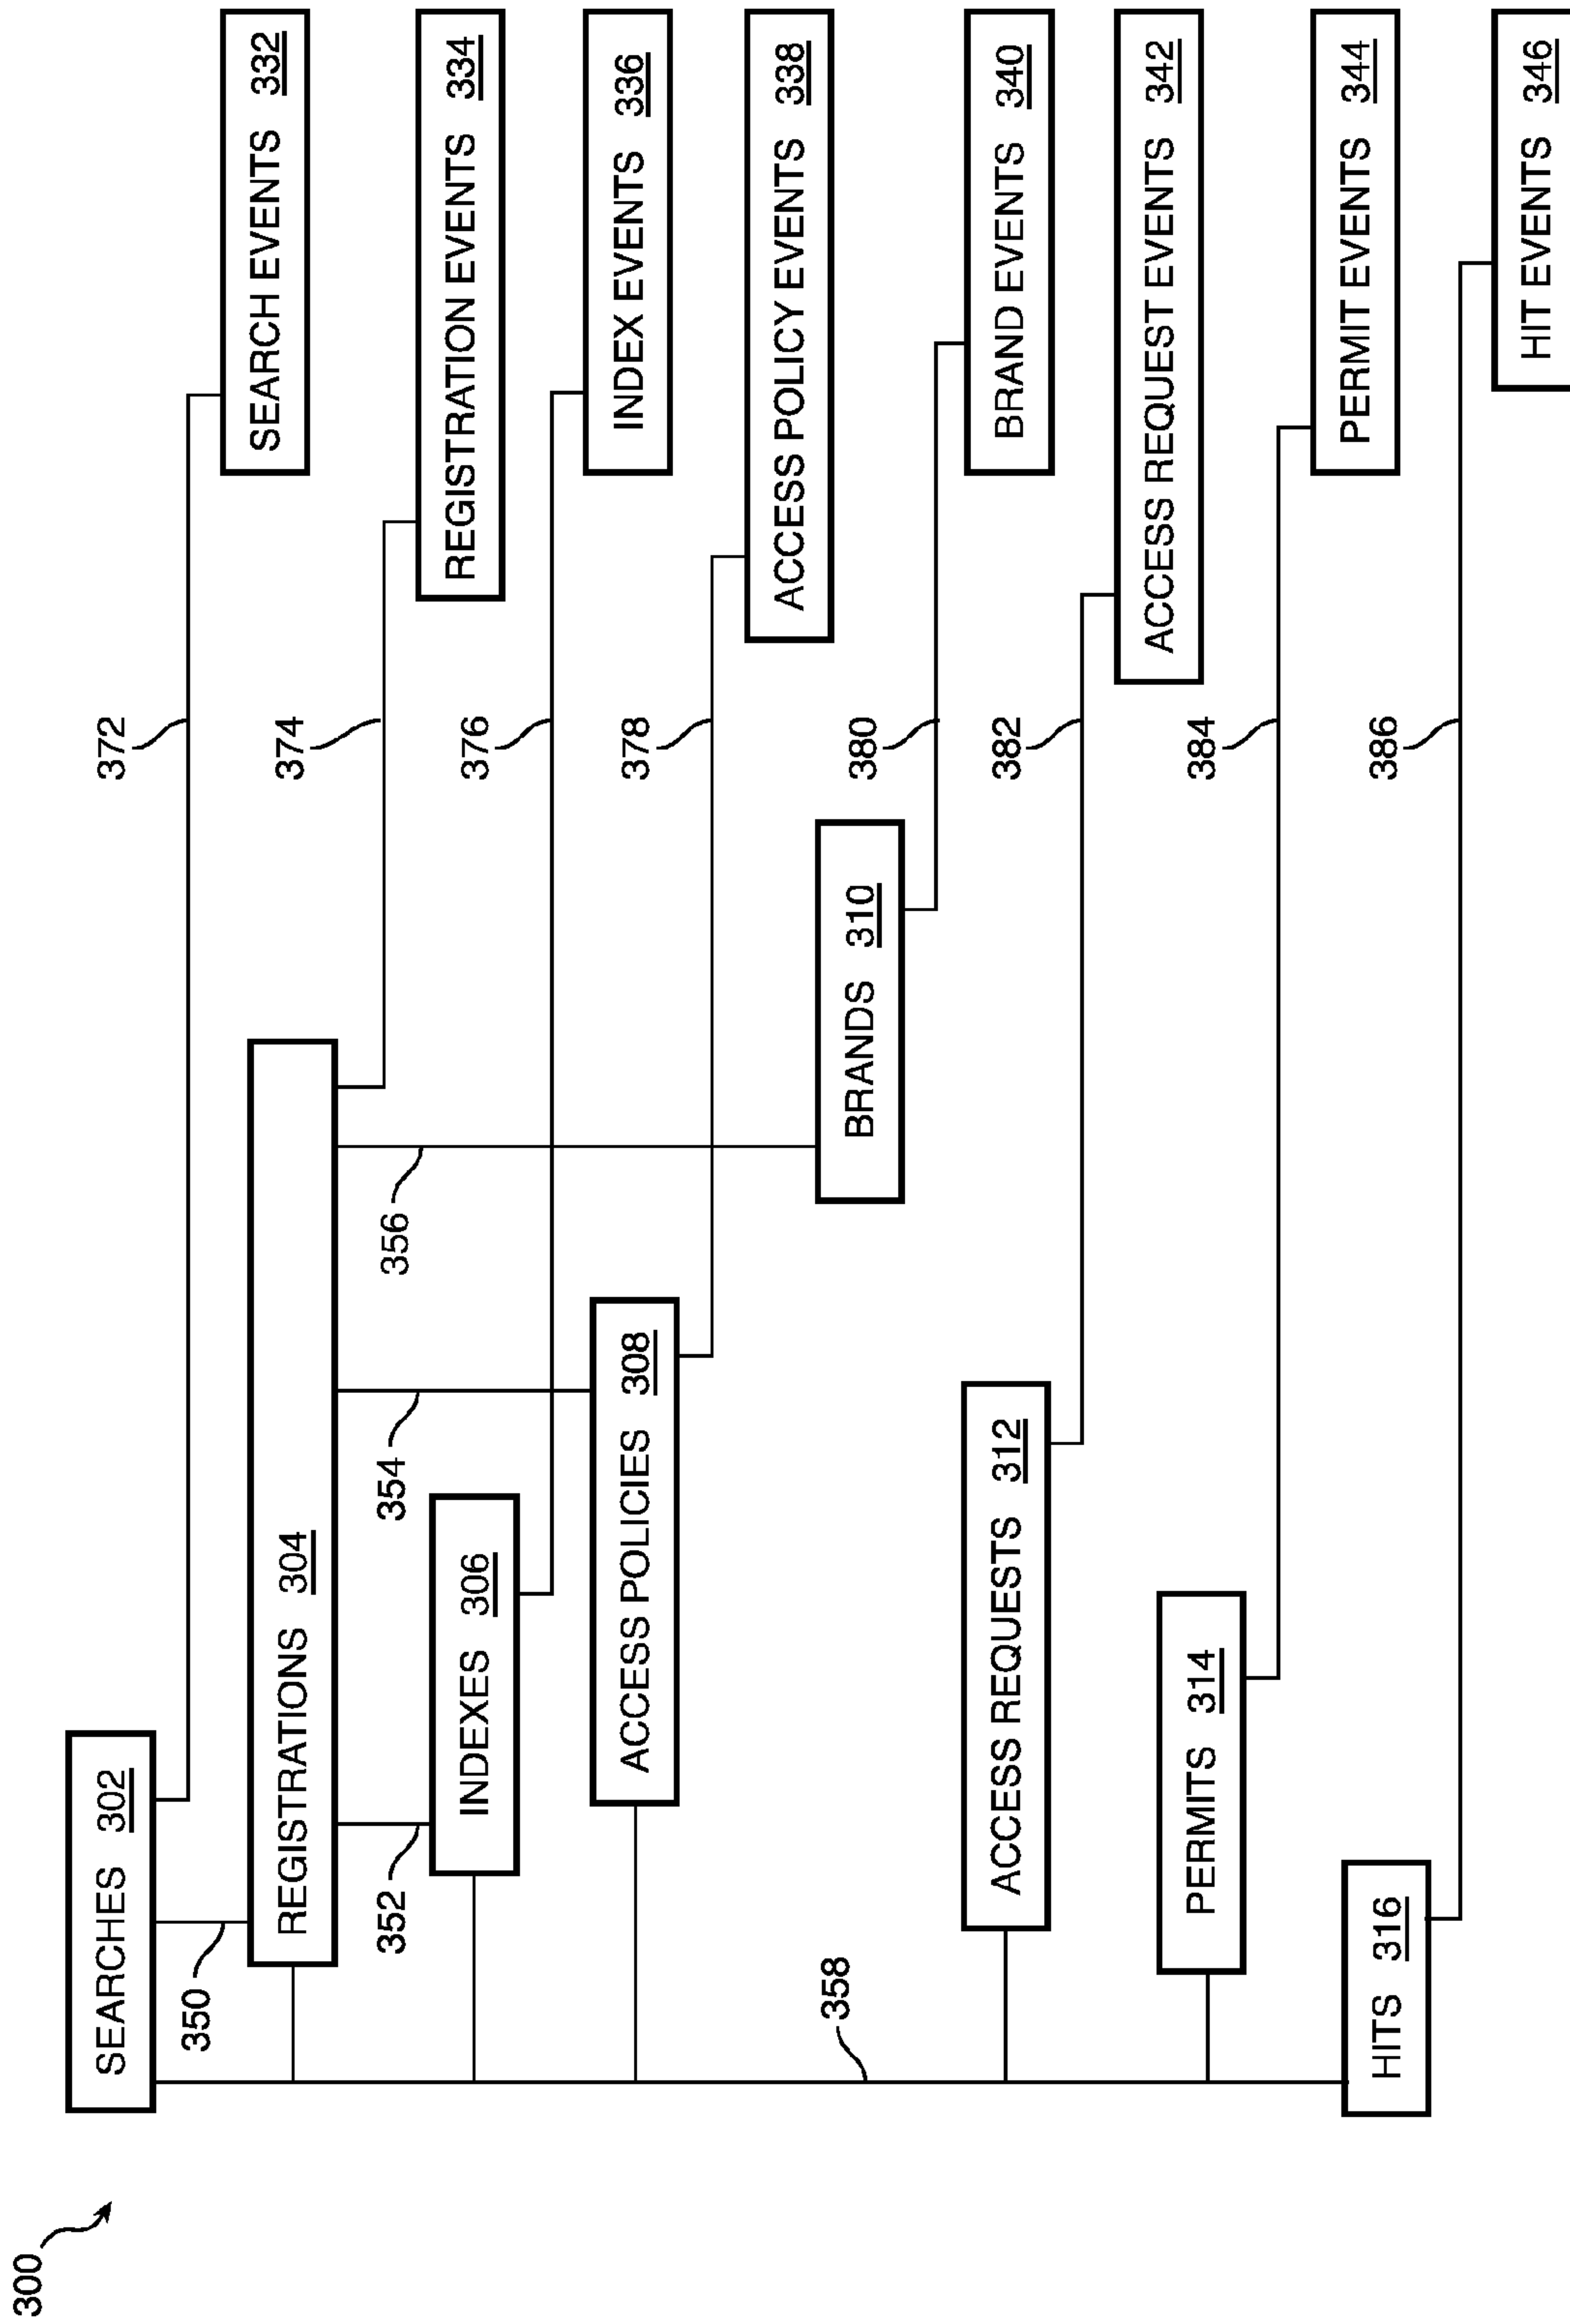 300
SEARCHES 302
350
372
SEARCH EVENTS 332
REGISTRATIONS 304
374
REGISTRATION EVENTS 334
352
354
356
INDEXES 306
376
INDEX EVENTS 336
ACCESS POLICIES 308
378
ACCESS POLICY EVENTS 338
358
BRANDS 310
380
BRAND EVENTS 340
ACCESS REQUESTS 312
382
ACCESS REQUEST EVENTS 342
PERMITS 314
384
PERMIT EVENTS 344
HITS 316
386
HIT EVENTS 346